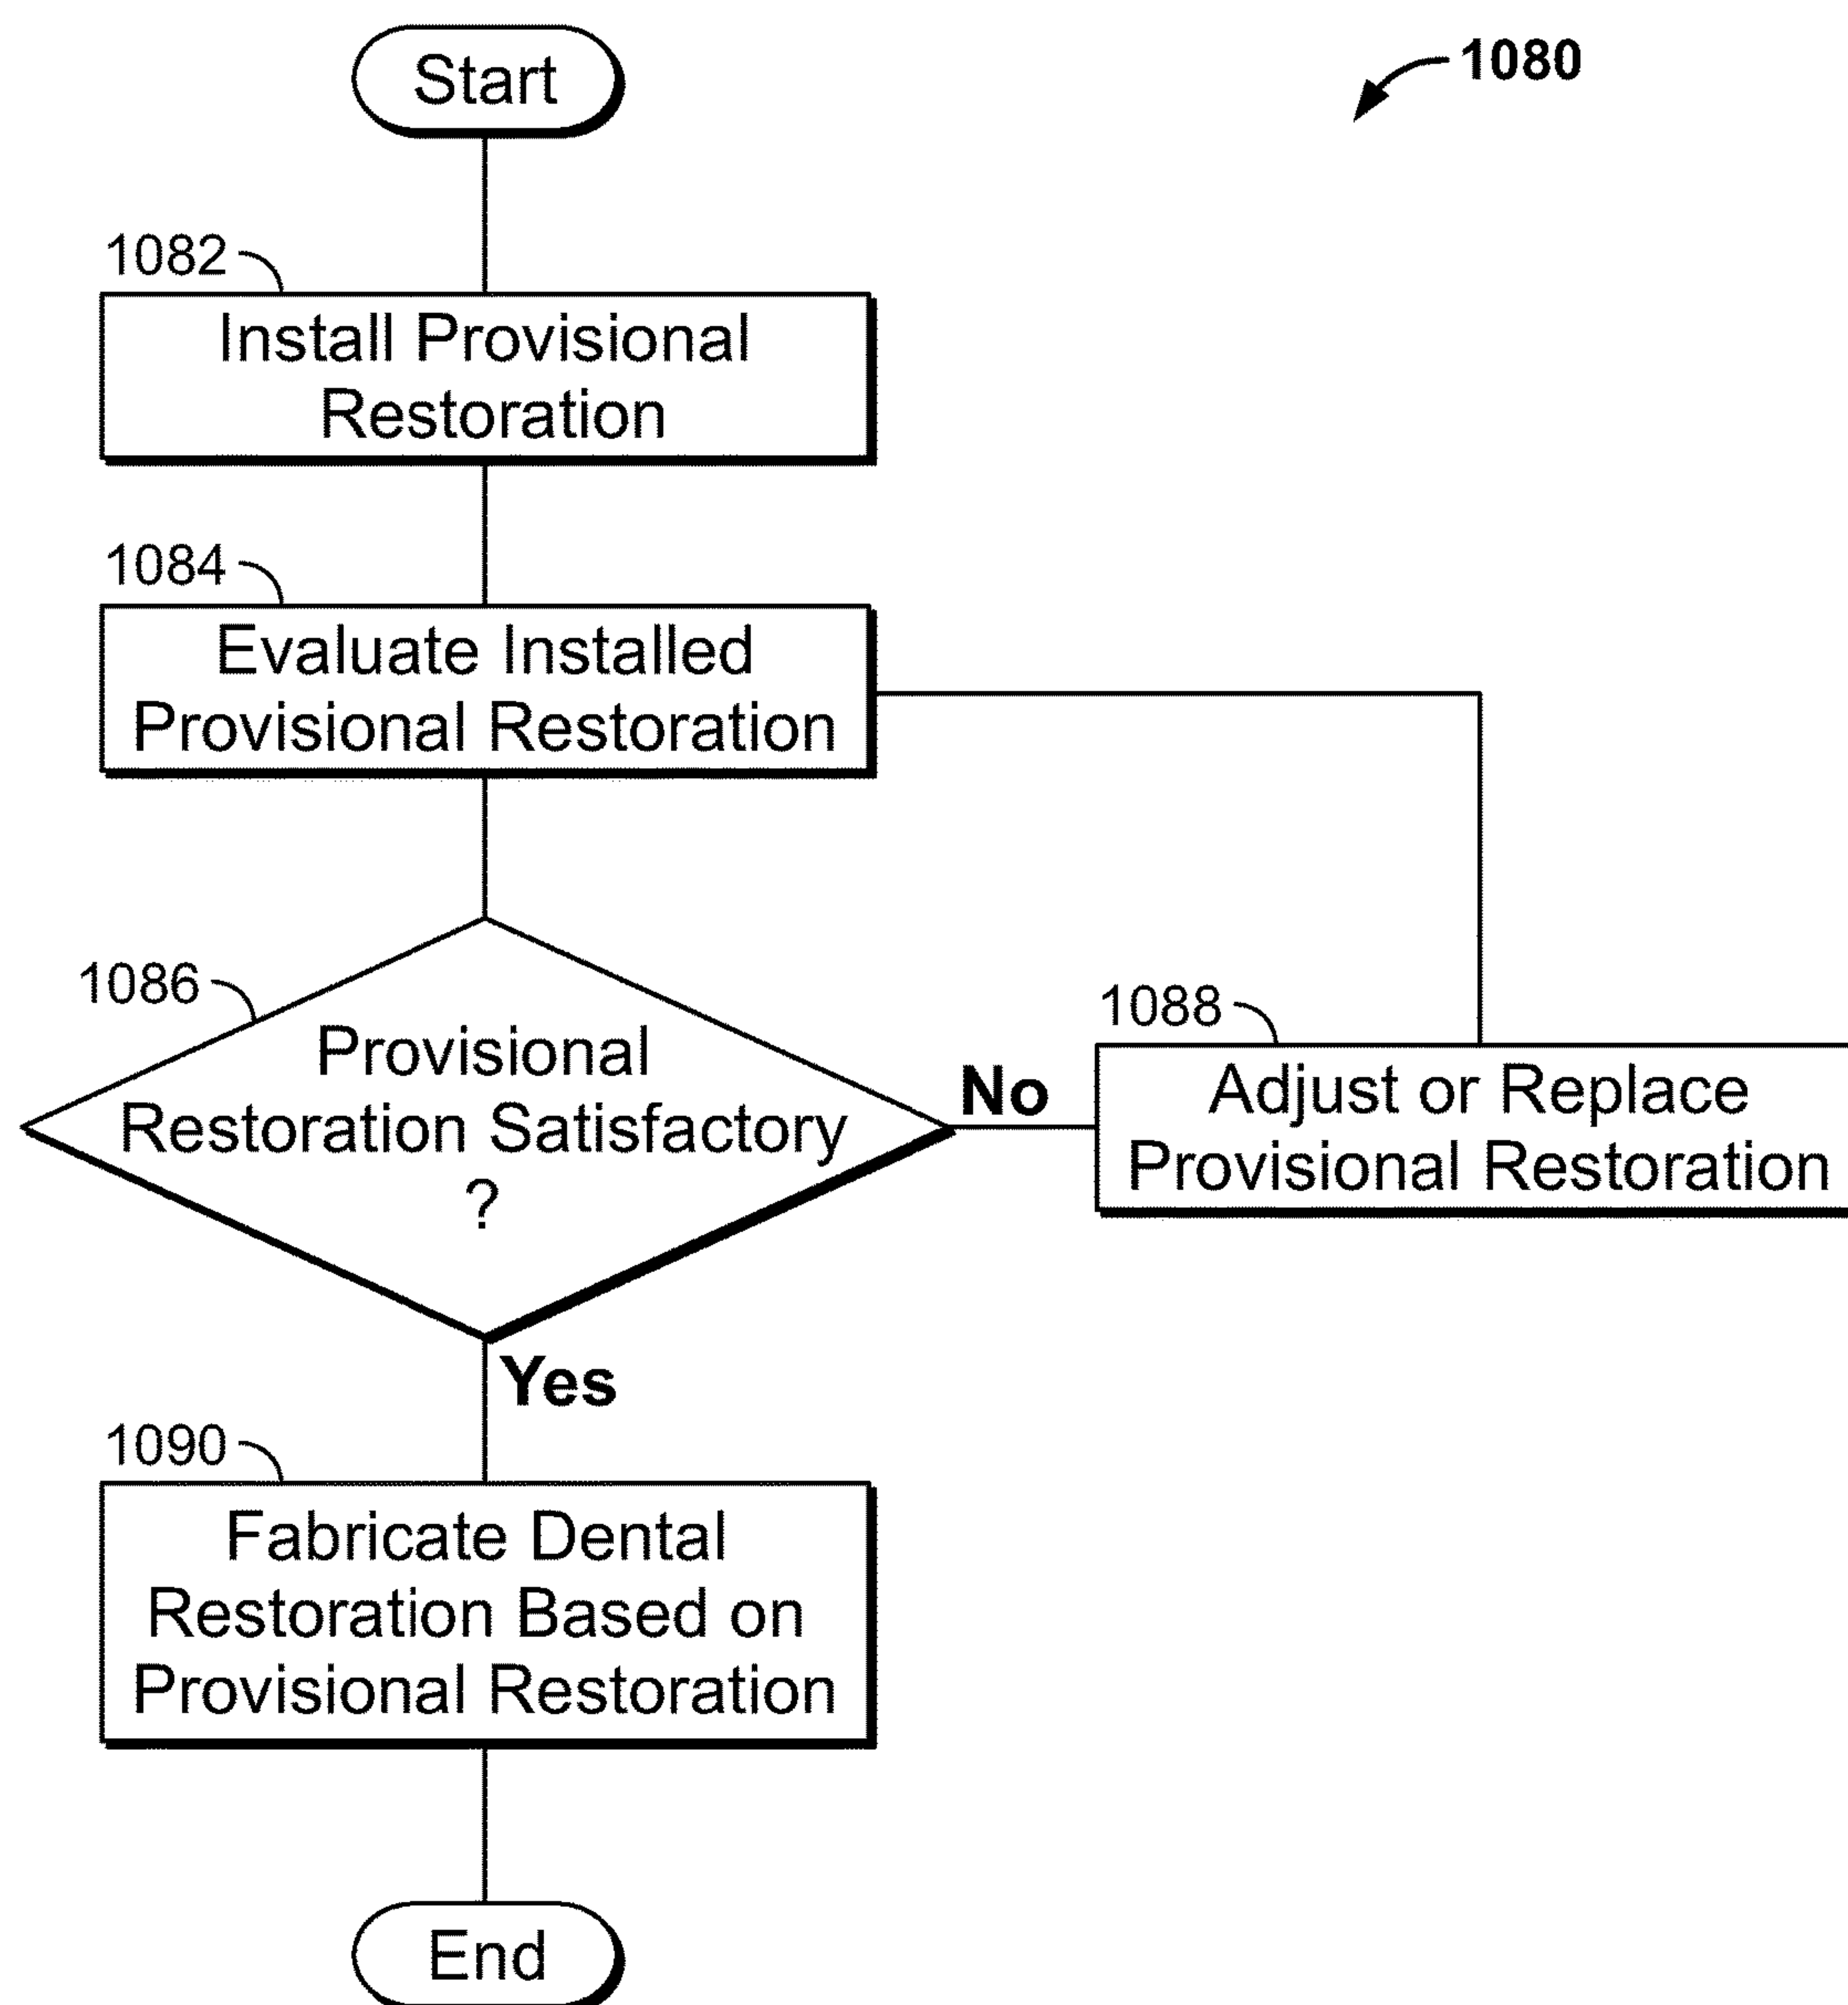 Start
1080
1082
Install Provisional
Restoration
1084
Evaluate Installed
Provisional Restoration
1086
Provisional
Restoration Satisfactory
?
No
1088
Adjust or Replace
Provisional Restoration
Yes
1090
Fabricate Dental
Restoration Based on
Provisional Restoration
End